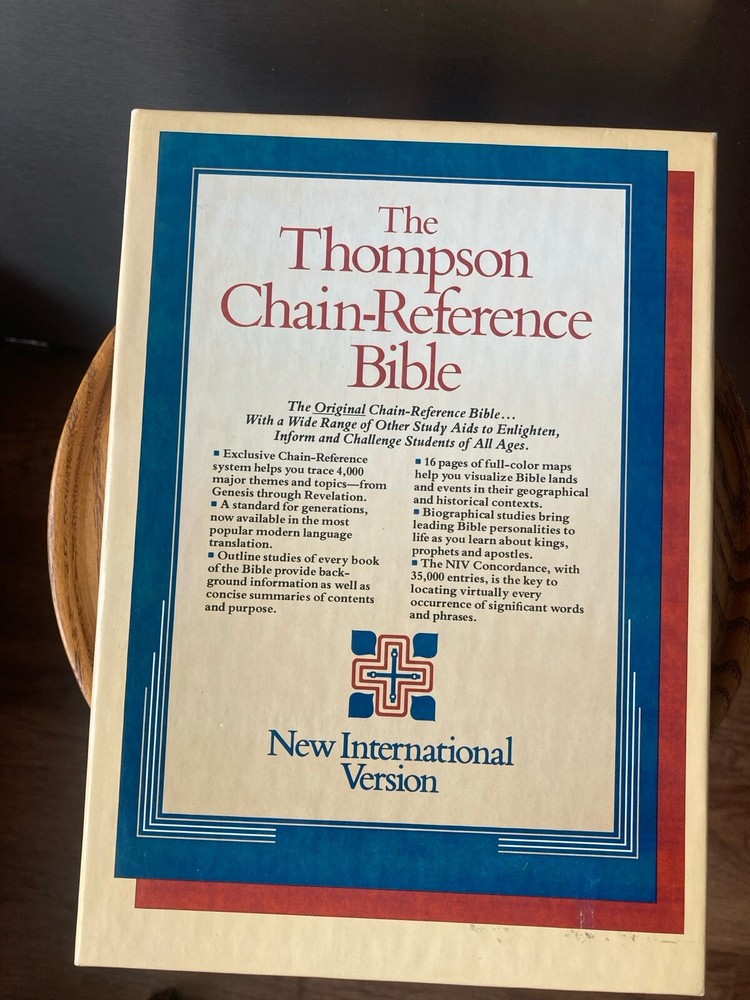 The
Thompson
Chain-Reference
Bible
The Original Chain-Reference Bible...
With a Wide Range of Other Study Aids to Enlighten,
Inform and Challenge Students of All Ages.
▪ Exclusive Chain-Reference
system helps you trace 4,000
major themes and topics—from
Genesis through Revelation.
▪ A standard for generations,
now available in the most
popular modern language
translation.
▪ Outline studies of every book
of the Bible provide back-
ground information as well as
concise summaries of contents
and purpose.
▪ 16 pages of full-color maps
help you visualize Bible lands
and events in their geographical
and historical contexts.
▪ Biographical studies bring
leading Bible personalities to
life as you learn about kings,
prophets and apostles.
▪ The NIV Concordance, with
35,000 entries, is the key to
locating virtually every
occurrence of significant words
and phrases.
New International
Version